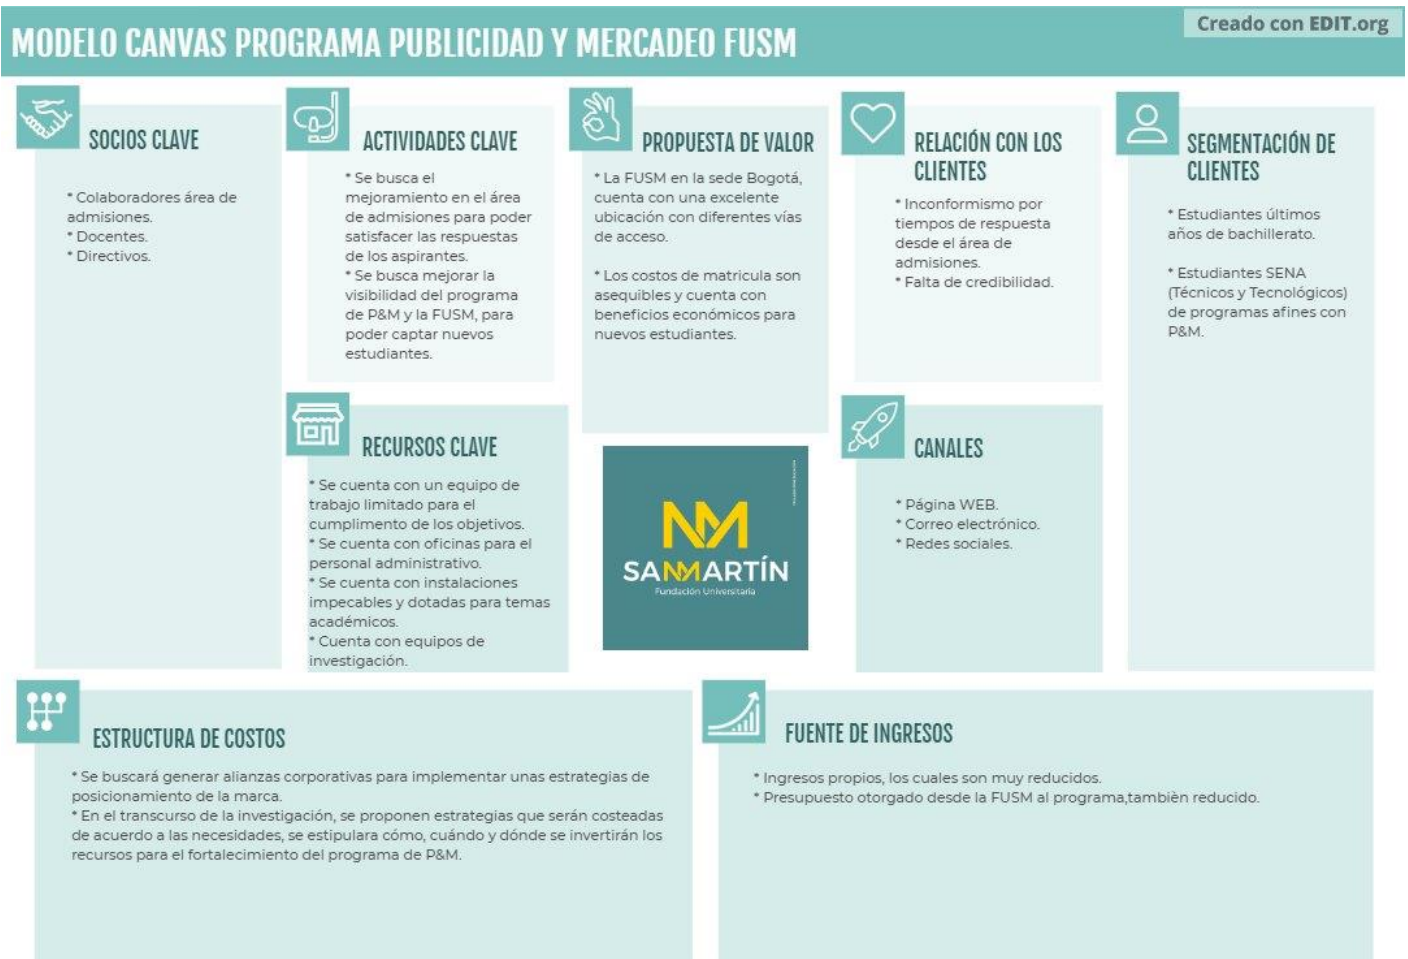 Creado con EDIT.org
MODELO CANVAS PROGRAMA PUBLICIDAD Y MERCADEO FUSM
SOCIOS CLAVE
* Colaboradores área de
admisiones.
* Docentes.
* Directivos.
ACTIVIDADES CLAVE
* Se busca el
mejoramiento en el área
de admisiones para poder
satisfacer las respuestas
de los aspirantes.
* Se busca mejorar la
visibilidad del programa
de P&M y la FUSM, para
poder captar nuevos
estudiantes.
RECURSOS CLAVE
* Se cuenta con un equipo de
trabajo limitado para el
cumplimento de los objetivos.
* Se cuenta con oficinas para el
personal administrativo.
* Se cuenta con instalaciones
impecables y dotadas para temas
académicos.
* Cuenta con equipos de
investigación.
PROPUESTA DE VALOR
* La FUSM en la sede Bogotá,
cuenta con una excelente
ubicación con diferentes vías
de acceso.
* Los costos de matricula son
asequibles y cuenta con
beneficios económicos para
nuevos estudiantes.
SANMARTÍN
Fundación Universitaria
RELACIÓN CON LOS
CLIENTES
* Inconformismo por
tiempos de respuesta
desde el área de
admisiones.
* Falta de credibilidad.
CANALES
* Página WEB.
* Correo electrónico.
* Redes sociales.
SEGMENTACIÓN DE
CLIENTES
* Estudiantes últimos
años de bachillerato.
* Estudiantes SENA
(Técnicos y Tecnológicos)
de programas afines con
P&M.
ESTRUCTURA DE COSTOS
* Se buscará generar alianzas corporativas para implementar unas estrategias de
posicionamiento de la marca.
* En el transcurso de la investigación, se proponen estrategias que serán costeadas
de acuerdo a las necesidades, se estipulara cómo, cuándo y dónde se invertirán los
recursos para el fortalecimiento del programa de P&M.
FUENTE DE INGRESOS
* Ingresos propios, los cuales son muy reducidos.
* Presupuesto otorgado desde la FUSM al programa,tambièn reducido.